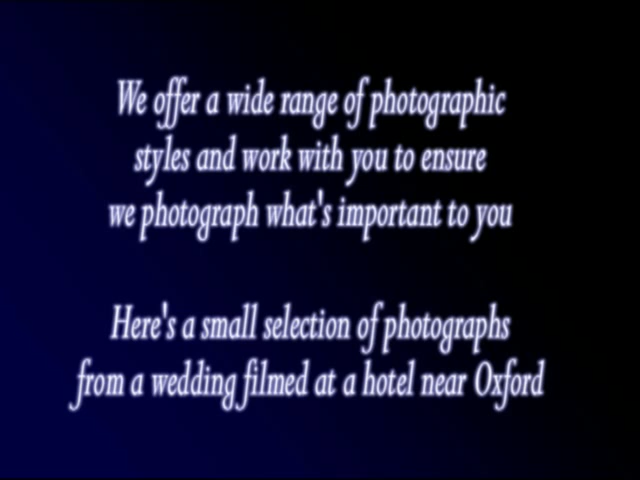 We offer a wide range of photographic
styles and work with you to ensure
we photograph what's important to you
Here's a small selection of photographs
from a wedding filmed at a hotel near Oxford